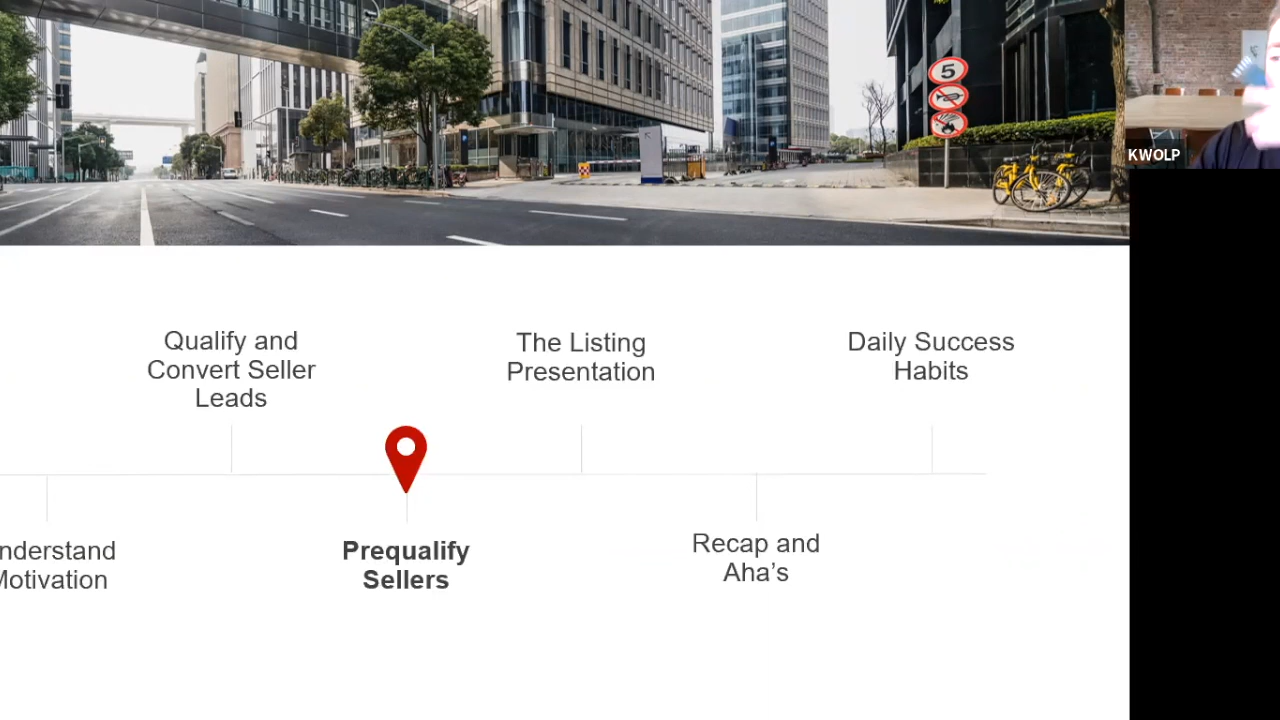 5
KWOLP
Qualify and
Convert Seller
Leads
The Listing
Presentation
Daily Success
Habits
nderstand
Motivation
Prequalify
Sellers
Recap and
Aha’s